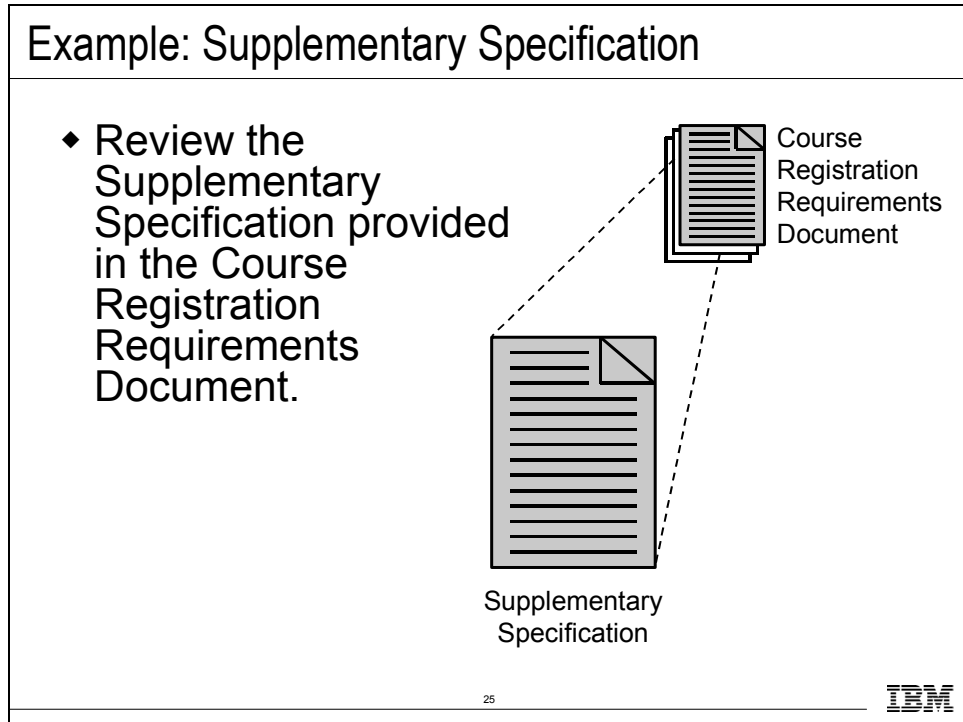 Example: Supplementary Specification
◆ Review the
Supplementary
Specification provided
in the Course
Registration
Requirements
Document.
Course
Registration
Requirements
Document
Supplementary
Specification
25
IBM